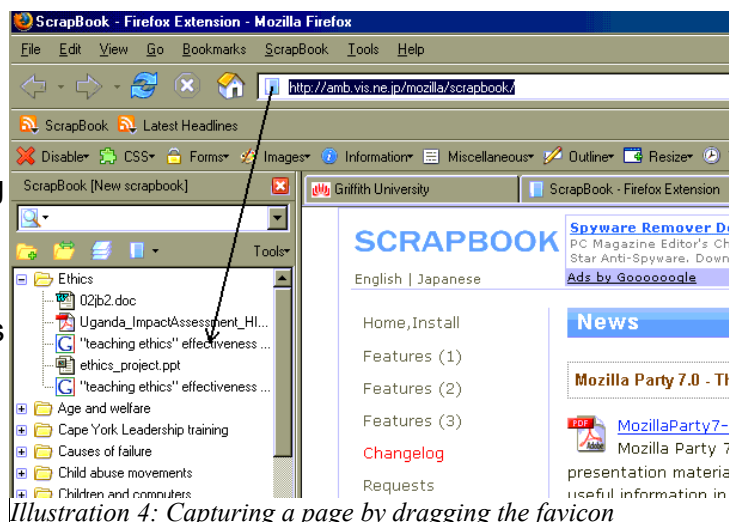 ScrapBook - Firefox Extension - Mozilla Firefox
File Edit View Go Bookmarks ScrapBook Tools Help
http://amb.vis.ne.jp/mozilla/scrapbook/
ScrapBook Latest Headlines
Disable CSS Forms Images Information Miscellaneous Outline Resize
ScrapBook [New scrapbook]
Griffith University
ScrapBook - Firefox Extension
Tools
Ethics
02jb2.doc
Uganda_ImpactAssessment_HI...
"teaching ethics" effectiveness ...
ethics_project.ppt
"teaching ethics" effectiveness ...
Age and welfare
Cape York Leadership training
Causes of failure
Child abuse movements
Children and computers
SCRAPBOOK
English | Japanese
Home,Install
Features (1)
Features (2)
Features (3)
Changelog
Requests
Spyware Remover D
PC Magazine Editor's Ch
Star Anti-Spyware. Down
Ads by Goooooogle
News
Mozilla Party 7.0 - Th
PDF
Adobe
MozillaParty7-
Mozilla Party 7
presentation materia
useful information in
g
s
Illustration 4: Capturing a page by dragging the favicon